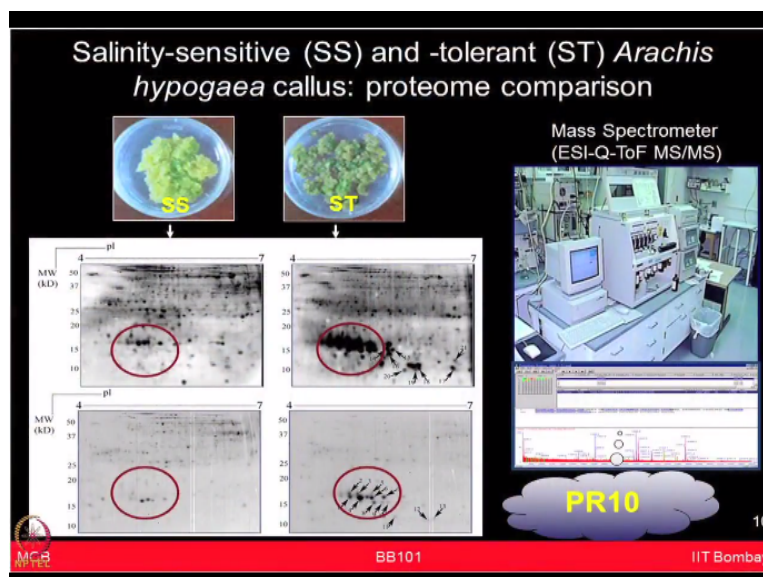 Salinity-sensitive (SS) and -tolerant (ST) Arachis
hypogaea callus: proteome comparison
SS
ST
Mass Spectrometer
(ESI-Q-ToF MS/MS)
pI
4 7
4 7
MW
(kD)
50
37
25
20
15
10
50
37
25
20
15
10
pI
4 7
4 7
MW
(kD)
50
37
25
20
15
10
50
37
25
20
15
10
PR10
10
MCB
BB101
IIT Bombay
NPTEL